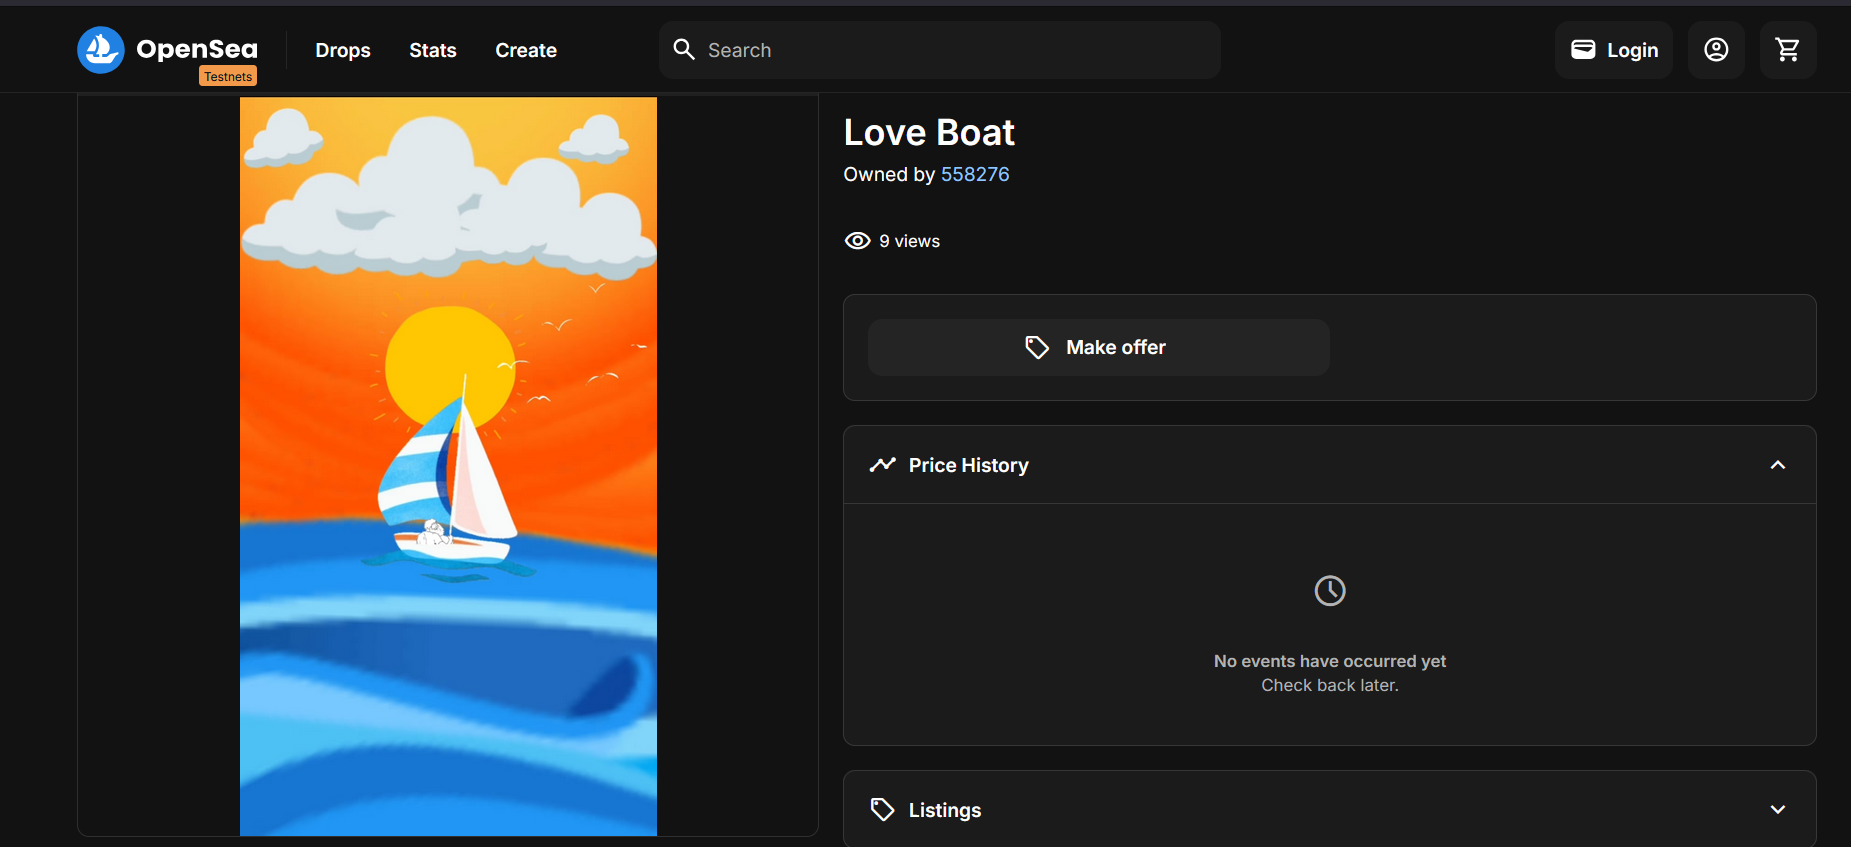 OpenSea
Testnets
Drops
Stats
Create
Search
Login
Love Boat
Owned by 558276
9 views
Make offer
Price History
No events have occurred yet
Check back later.
Listings